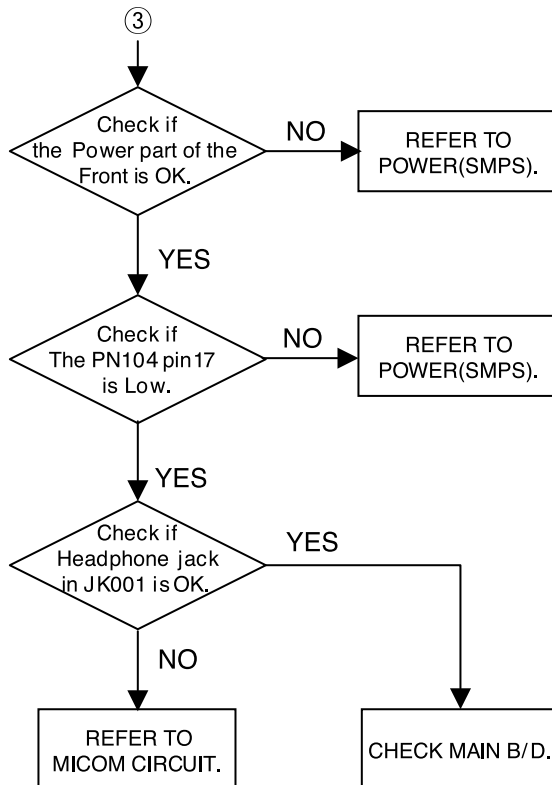 ③
Check if
the Power part of the
Front is OK.
NO
REFER TO
POWER(SMPS).
YES
Check if
The PN104 pin17
is Low.
NO
REFER TO
POWER(SMPS).
YES
Check if
Headphone jack
in JK001 is OK.
YES
NO
REFER TO
MICOM CIRCUIT.
CHECK MAIN B/D.